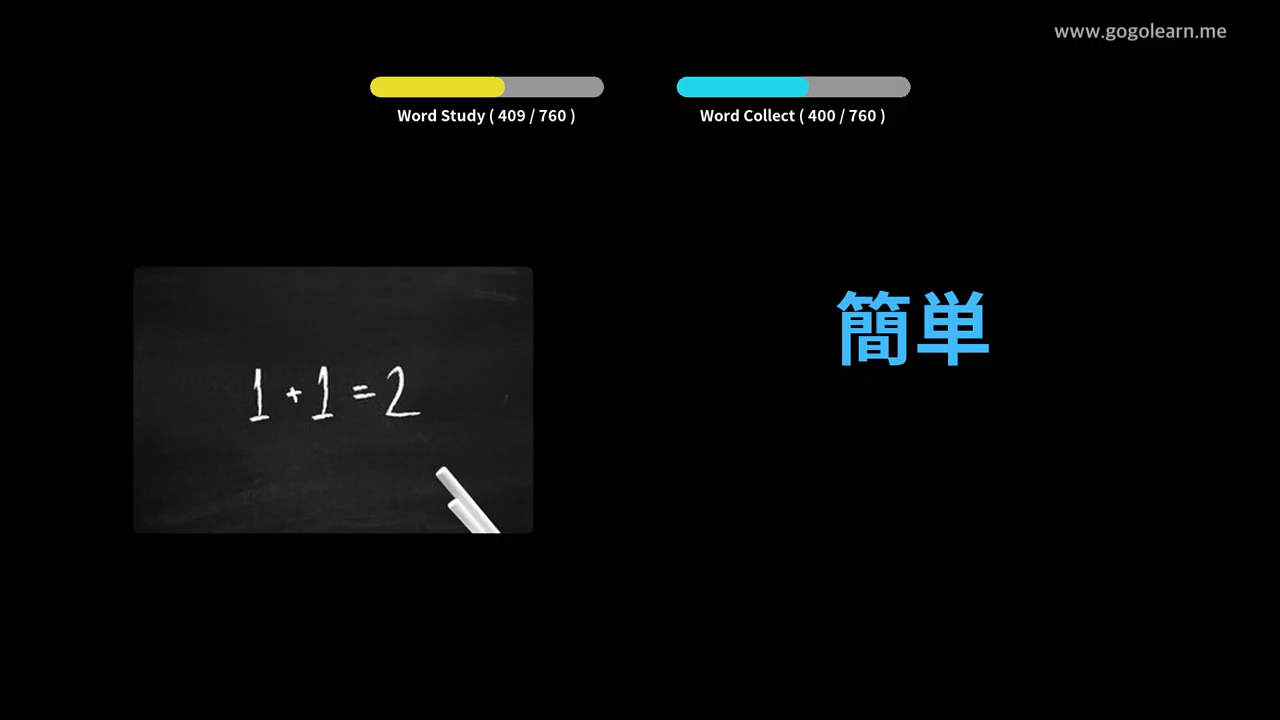 www.gogolearn.me
Word Study ( 409 / 760 )
Word Collect ( 400 / 760 )
簡単
1 + 1 = 2